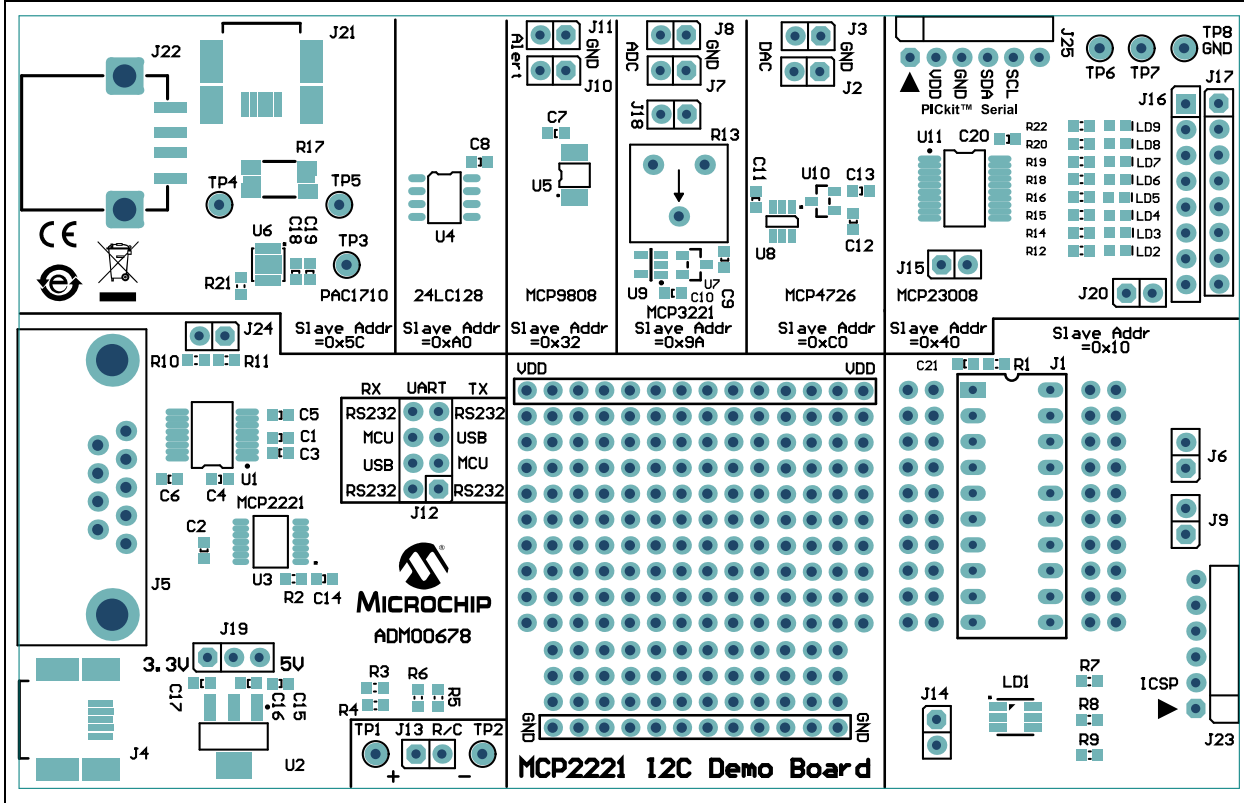 J22
J21
R17
TP4
TP5
U6
C18
C19
TP3
R21
PAC1710
CE
e
Slave Addr
=0x5C
C8
U4
24LC128
Slave Addr
=0xA0
Alert
J11
GND
J10
C7
U5
MCP9808
Slave Addr
=0x32
ADC
J8
GND
J7
J18
R13
U9
U7
C10
C9
MCP3221
Slave Addr
=0x9A
DAC
J3
GND
J2
C11
U10
C13
U8
C12
MCP4726
Slave Addr
=0xC0
J25
VDD
GND
SDA
SCL
PICkit™ Serial
TP6
TP7
TP8
GND
J16
J17
U11
C20
R22
LD9
R20
LD8
R19
LD7
R18
LD6
R16
LD5
R15
LD4
R14
LD3
R12
LD2
J15
J20
MCP23008
Slave Addr
=0x40
Slave Addr
=0x10
J24
R10
R11
C5
C1
C3
U1
C6
C4
MCP2221
C2
U3
R2
C14
J5
RX UART TX
RS232 RS232
MCU USB
USB MCU
RS232 RS232
J12
MICROCHIP
ADM00678
VDD
VDD
GND
GND
MCP2221 I2C Demo Board
C21
R1
J1
J6
J9
J19
3.3V
5V
C17
C16
C15
J4
U2
R3
R4
R6
R5
TP1
J13
R/C
TP2
+
-
J14
LD1
R7
R8
R9
ICSP
J23